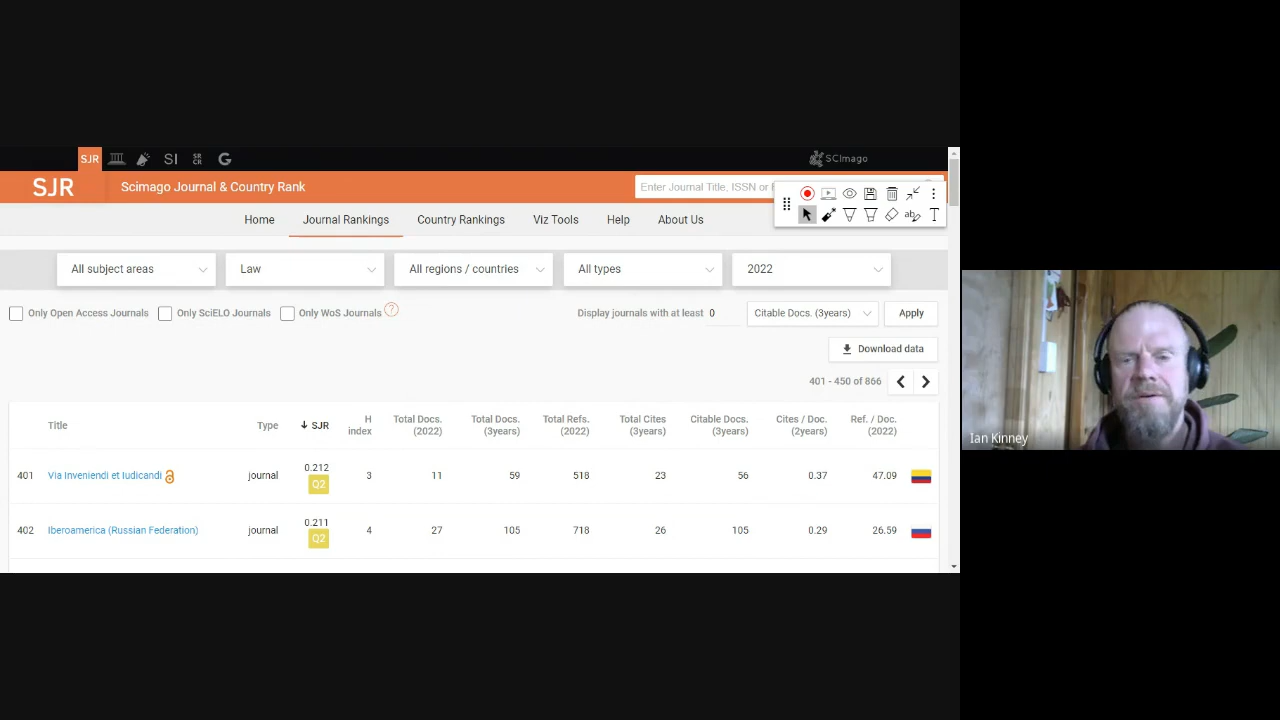 SJR SI SR CR G SCImago
SJR Scimago Journal & Country Rank Enter Journal Title, ISSN or
Home Journal Rankings Country Rankings Viz Tools Help About Us
All subject areas Law All regions / countries All types 2022
Only Open Access Journals Only SciELO Journals Only WoS Journals ? Display journals with at least 0 Citable Docs. (3years) Apply
Download data
401 - 450 of 866
Title Type SJR H index Total Docs. (2022) Total Docs. (3years) Total Refs. (2022) Total Cites (3years) Citable Docs. (3years) Cites / Doc. (2years) Ref. / Doc. (2022)
401 Via Inveniendi et Iudicandi journal 0.212 Q2 3 11 59 518 23 56 0.37 47.09
402 Iberoamerica (Russian Federation) journal 0.211 Q2 4 27 105 718 26 105 0.29 26.59
Ian Kinney